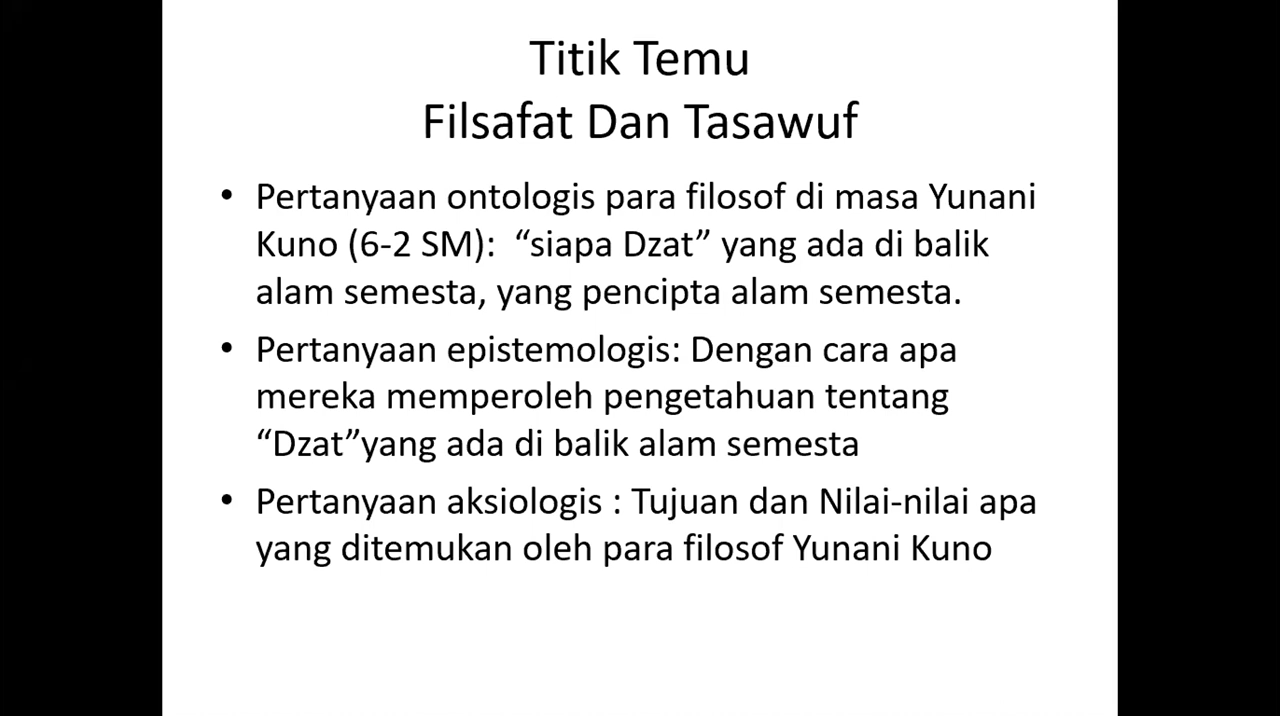 Titik Temu
Filsafat Dan Tasawuf
• Pertanyaan ontologis para filosof di masa Yunani
Kuno (6-2 SM):  “siapa Dzat” yang ada di balik
alam semesta, yang pencipta alam semesta.
• Pertanyaan epistemologis: Dengan cara apa
mereka memperoleh pengetahuan tentang
“Dzat”yang ada di balik alam semesta
• Pertanyaan aksiologis : Tujuan dan Nilai-nilai apa
yang ditemukan oleh para filosof Yunani Kuno